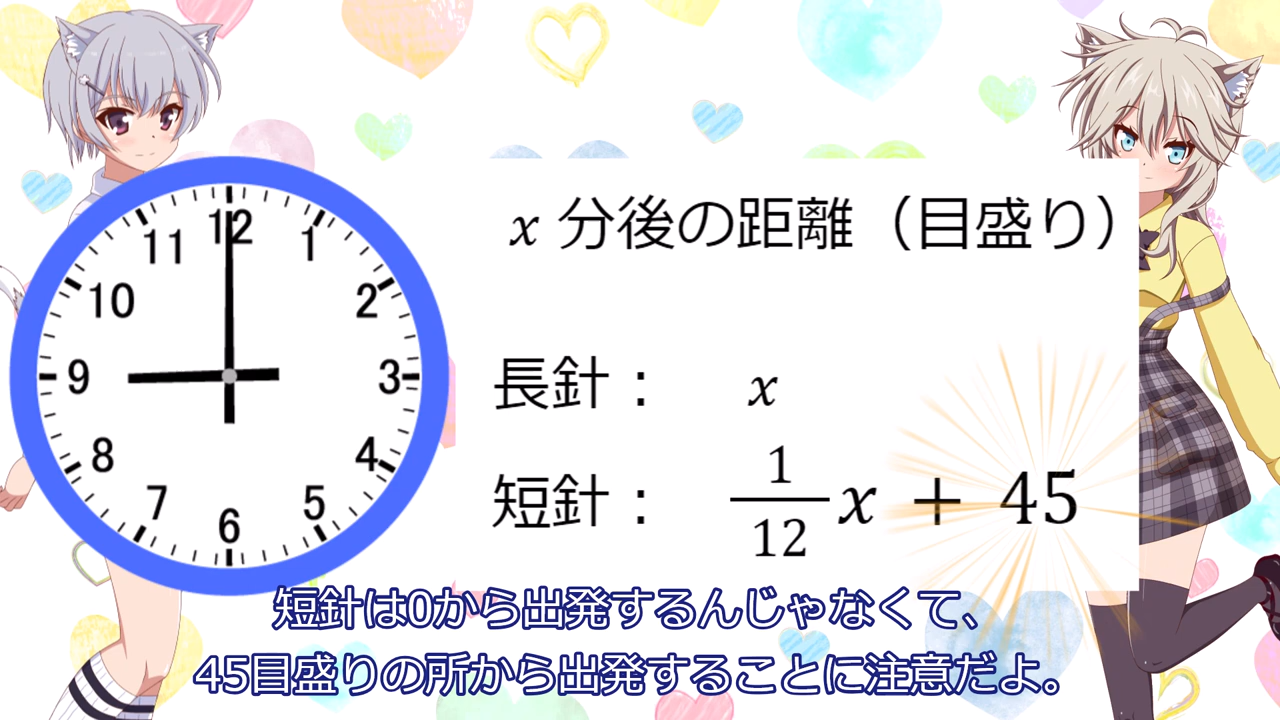 12
11
1
10
2
9
3
8
4
7
5
6
x 分後の距離（目盛り）
長針： x
短針： 1/12 x + 45
短針は0から出発するんじゃなくて、
45目盛りの所から出発することに注意だよ。